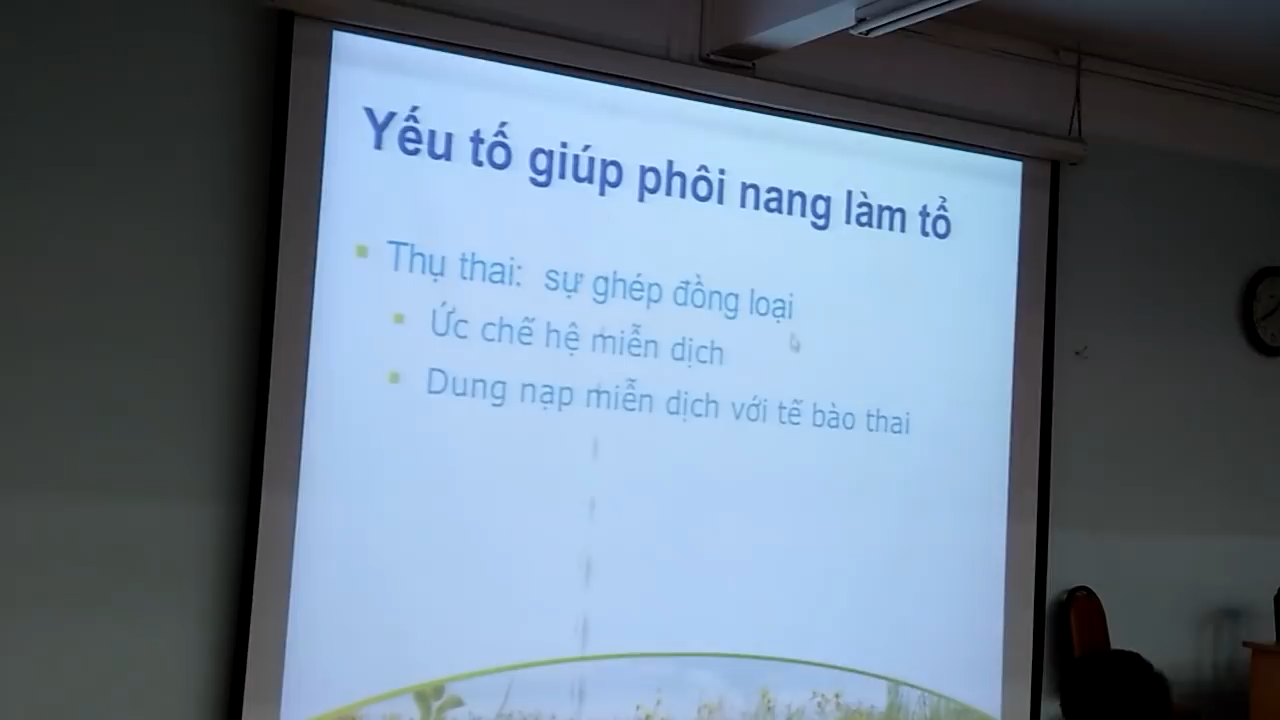 Yếu tố giúp phôi nang làm tổ
Thụ thai: sự ghép đồng loại
Ức chế hệ miễn dịch
Dung nạp miễn dịch với tế bào thai